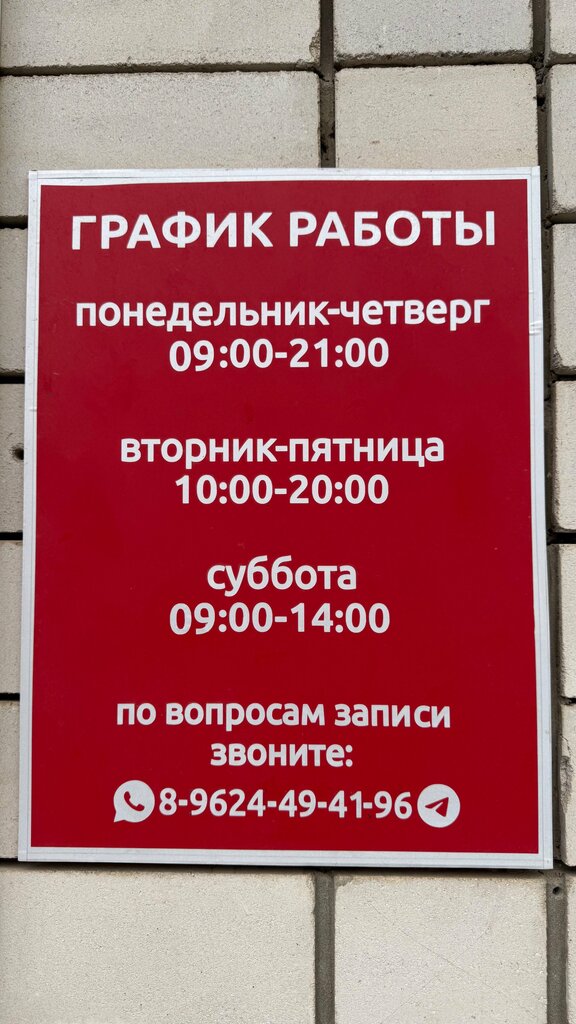 ГРАФИК РАБОТЫ
понедельник-четверг
09:00-21:00
вторник-пятница
10:00-20:00
суббота
09:00-14:00
по вопросам записи
звоните:
8-9624-49-41-96